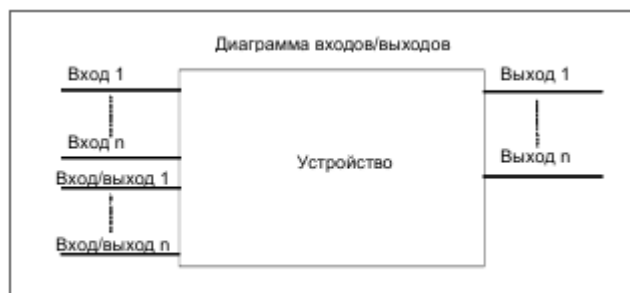 Диаграмма входов/выходов
Вход 1
Вход n
Вход/выход 1
Вход/выход n
Устройство
Выход 1
Выход n